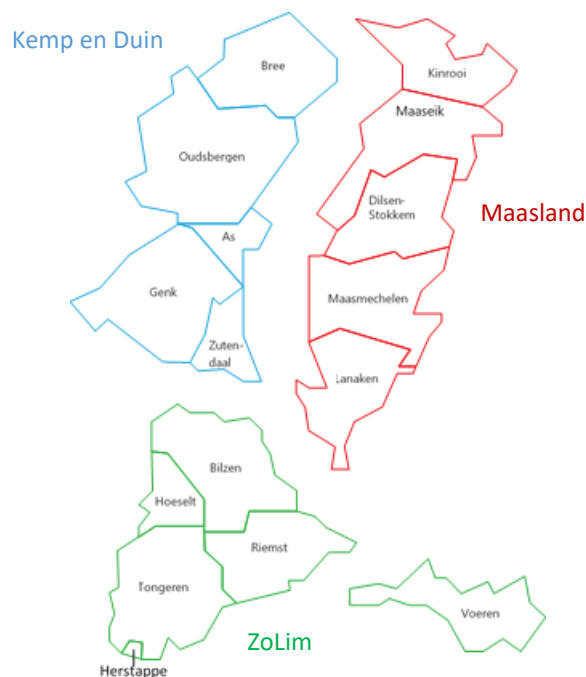 Kemp en Duin
Bree
Kinrooi
Maaseik
Oudsbergen
Dilsen-
Stokkem
Maasland
As
Genk
Maasmechelen
Zuten-
daal
Lanaken
Bilzen
Hoeselt
Riemst
Tongeren
Voeren
ZoLim
Herstappe